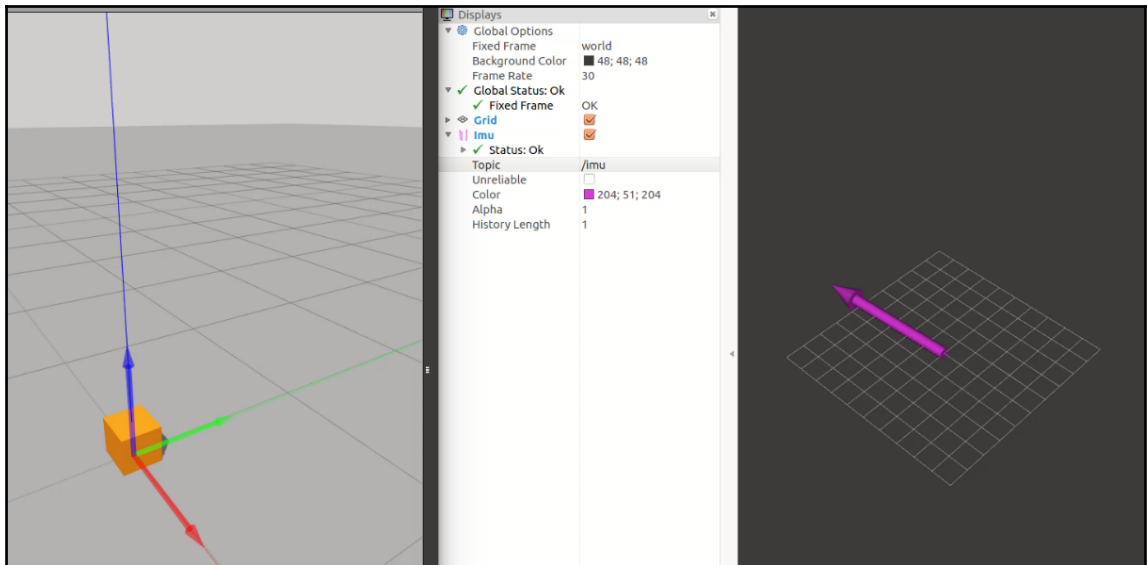 Displays
Global Options
Fixed Frame world
Background Color 48; 48; 48
Frame Rate 30
Global Status: Ok
Fixed Frame OK
Grid
Imu
Status: Ok
Topic /imu
Unreliable
Color 204; 51; 204
Alpha 1
History Length 1